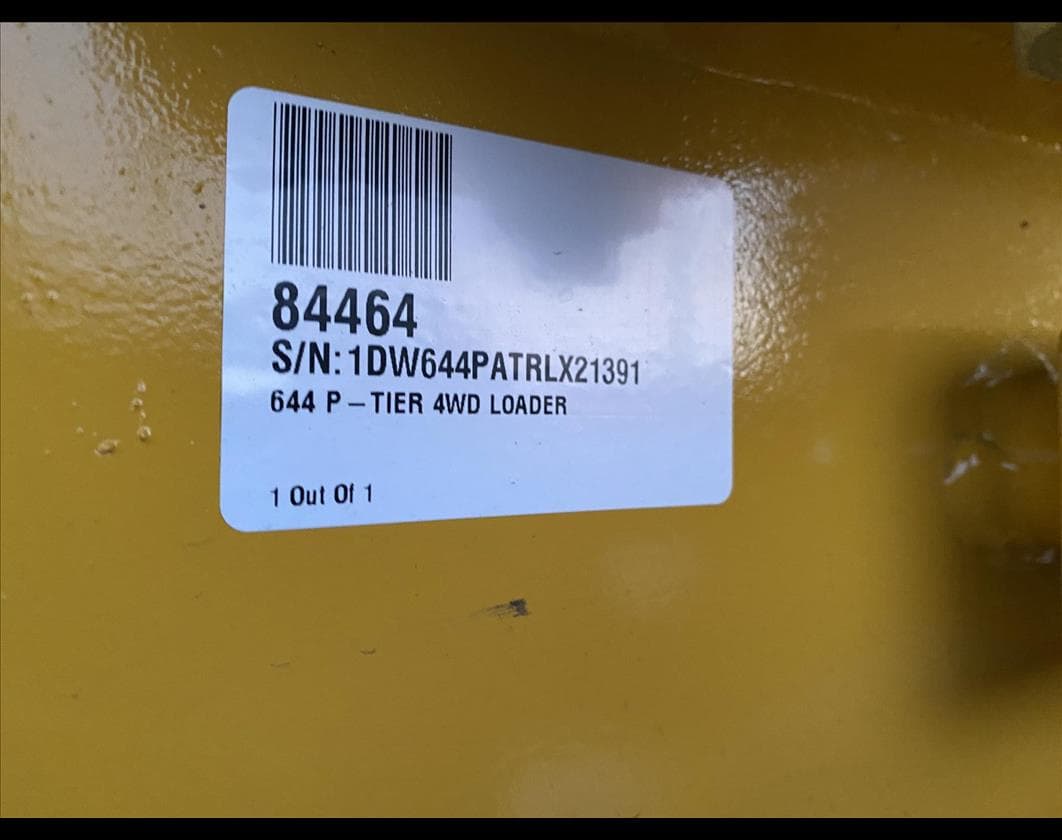 84464
S/N: 1DW644PATRLX21391
644 P – TIER 4WD LOADER
1 Out Of 1